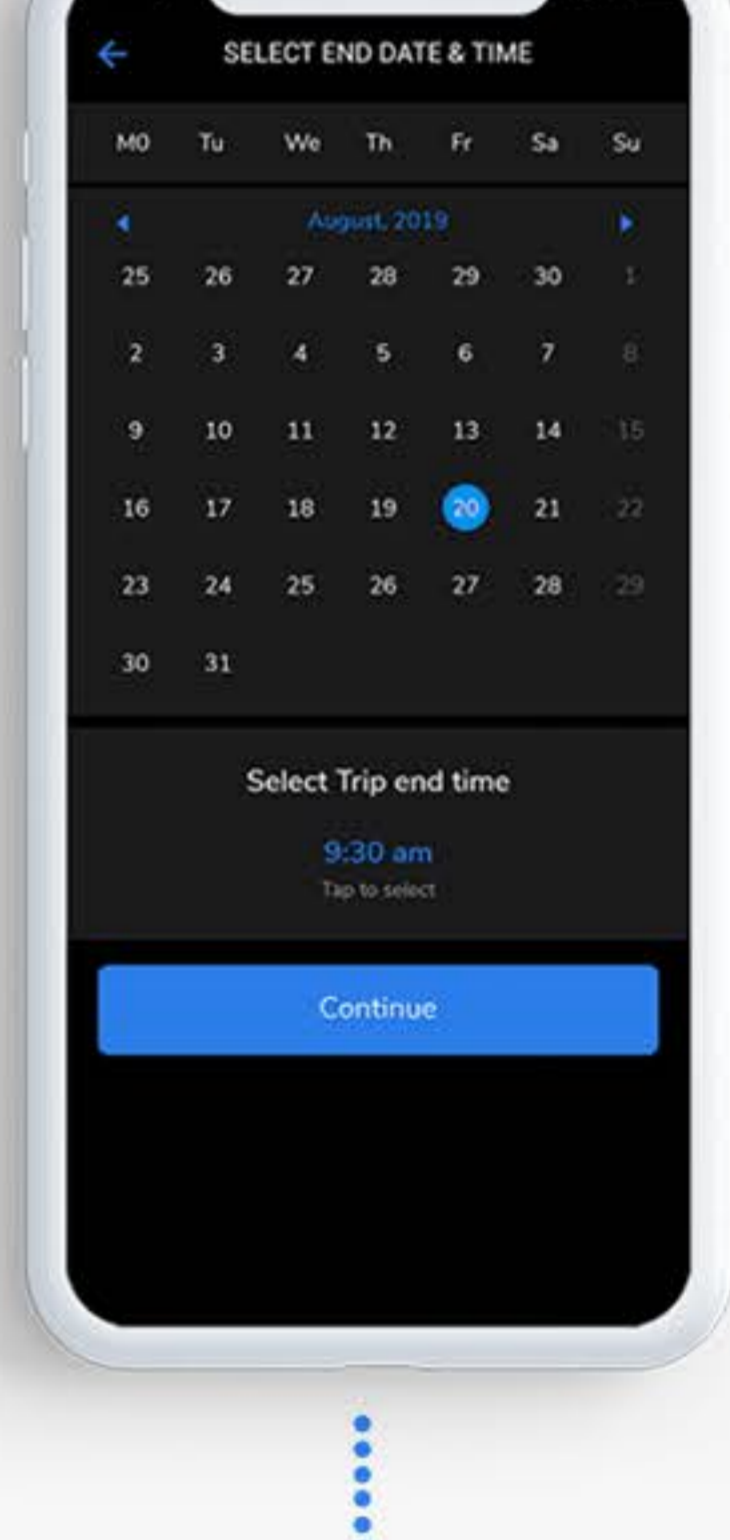 SELECT END DATE & TIME
M0 Tu We Th Fr Sa Su
August, 2019
25 26 27 28 29 30 1
2 3 4 5 6 7 8
9 10 11 12 13 14 15
16 17 18 19 20 21 22
23 24 25 26 27 28 29
30 31
Select Trip end time
9:30 am
Tap to select
Continue